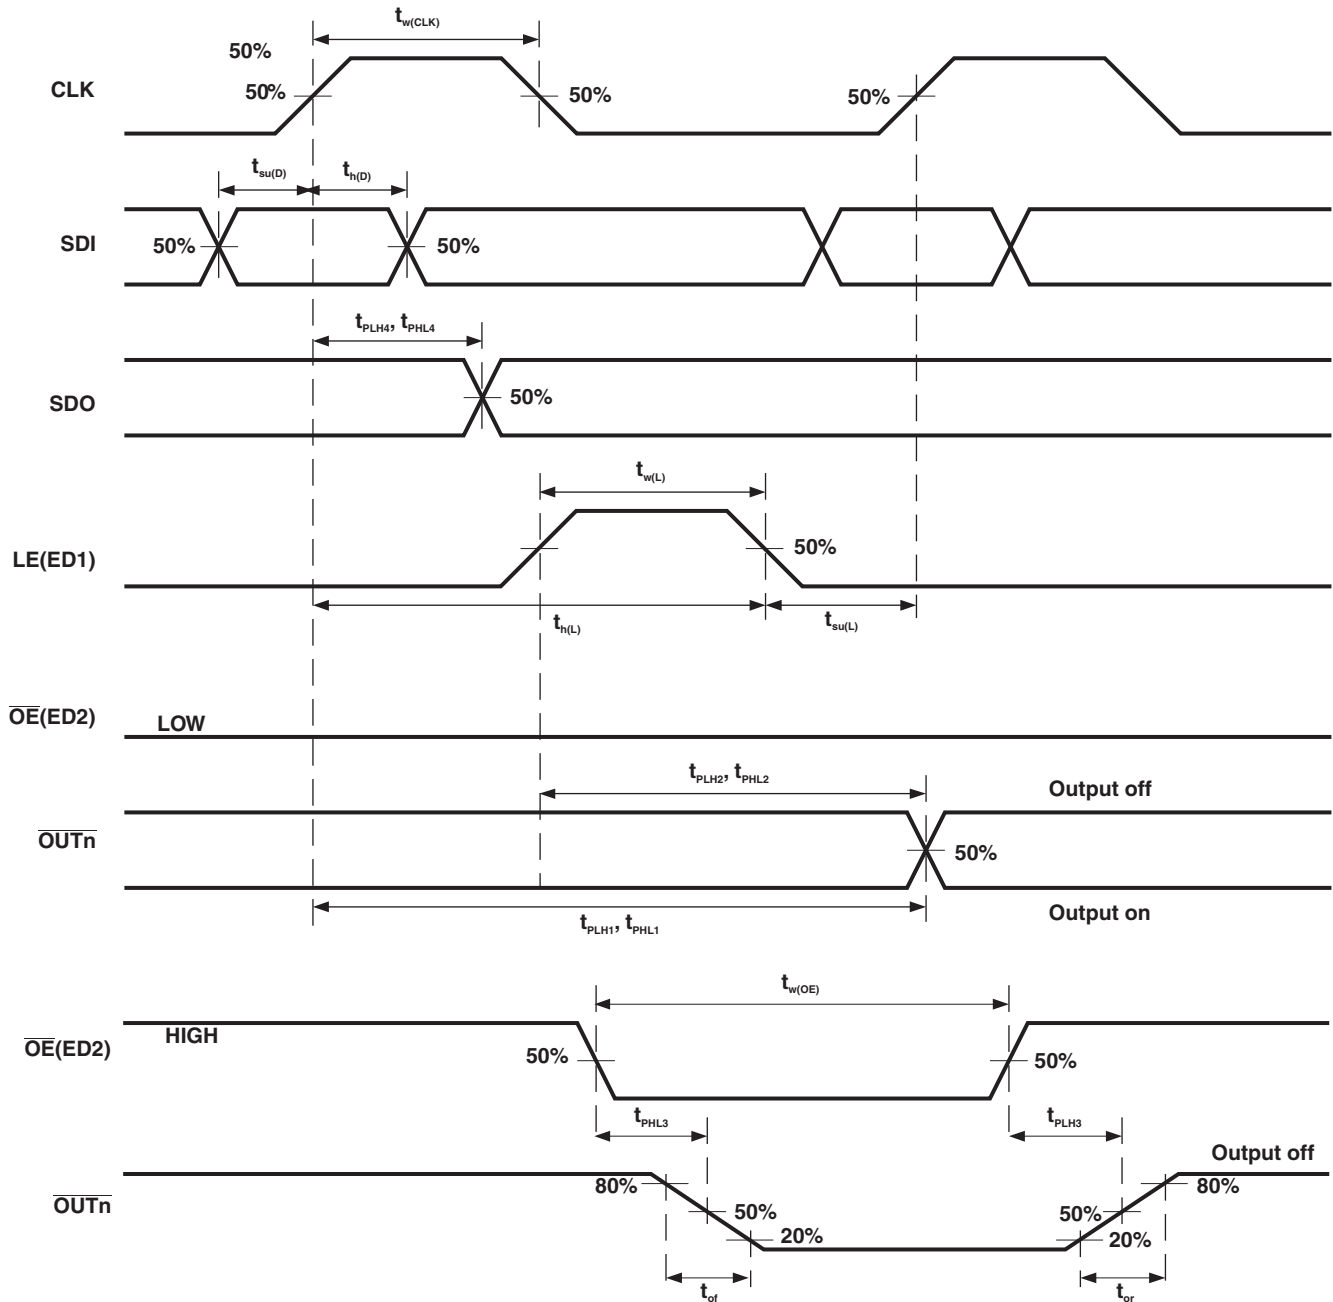 tw(CLK)
50%
CLK
50%
50%
50%
tsu(D)
th(D)
SDI
50%
50%
tPLH4, tPHL4
SDO
50%
tw(L)
LE(ED1)
50%
th(L)
tsu(L)
OE(ED2)
LOW
tPLH2, tPHL2
Output off
OUTn
50%
Output on
tPLH1, tPHL1
tw(OE)
HIGH
OE(ED2)
50%
50%
tPHL3
tPLH3
Output off
80%
80%
OUTn
50%
50%
20%
20%
tof
tor